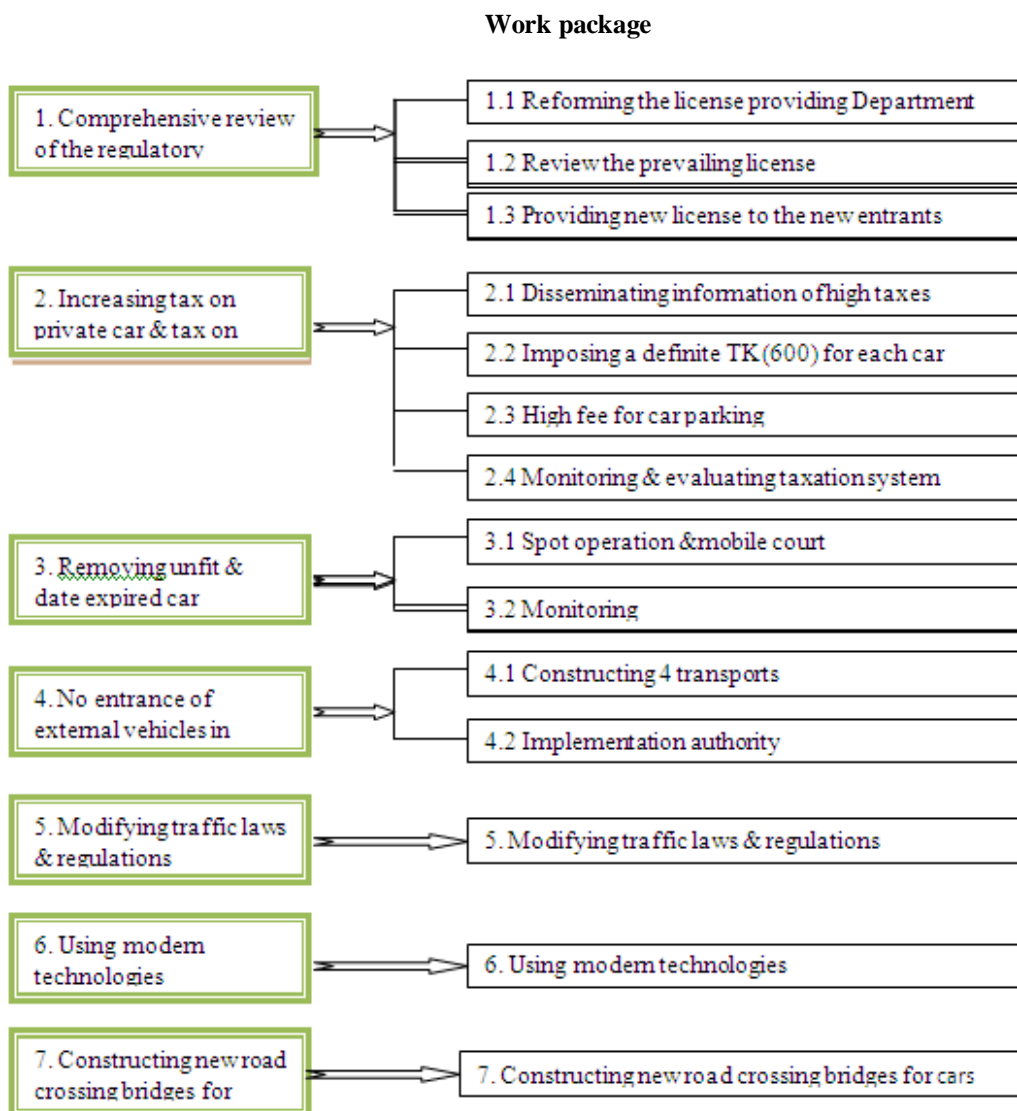 Work package
1. Comprehensive review
of the regulatory
1.1 Reforming the license providing Department
1.2 Review the prevailing license
1.3 Providing new license to the new entrants
2. Increasing tax on
private car & tax on
2.1 Disseminating information of high taxes
2.2 Imposing a definite TK (600) for each car
2.3 High fee for car parking
2.4 Monitoring & evaluating taxation system
3. Removing unfit &
date expired car
3.1 Spot operation &mobile court
3.2 Monitoring
4. No entrance of
external vehicles in
4.1 Constructing 4 transports
4.2 Implementation authority
5. Modifying traffic laws
& regulations
5. Modifying traffic laws & regulations
6. Using modern
technologies
6. Using modern technologies
7. Constructing new road
crossing bridges for
7. Constructing new road crossing bridges for cars